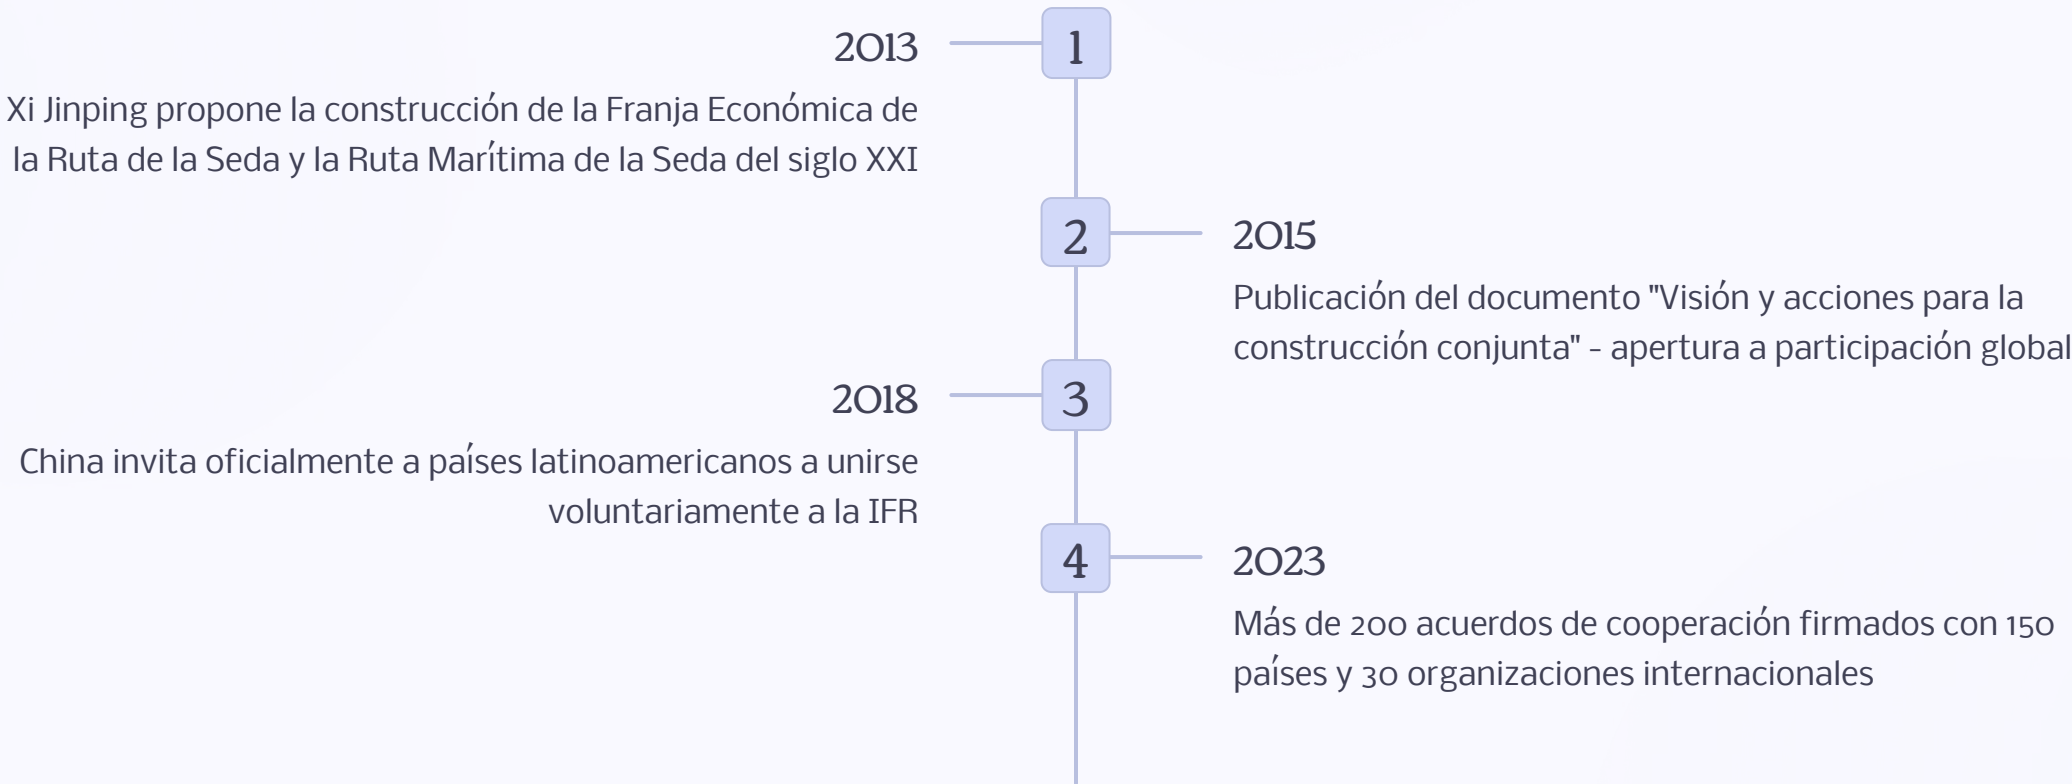 1
2013
Xi Jinping propone la construcción de la Franja Económica de
la Ruta de la Seda y la Ruta Marítima de la Seda del siglo XXI
2
2015
Publicación del documento "Visión y acciones para la
construcción conjunta" - apertura a participación global
3
2018
China invita oficialmente a países latinoamericanos a unirse
voluntariamente a la IFR
4
2023
Más de 200 acuerdos de cooperación firmados con 150
países y 30 organizaciones internacionales